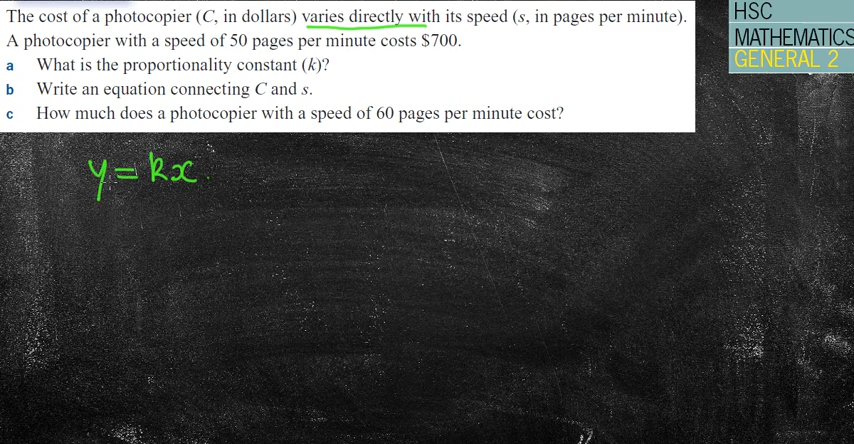 The cost of a photocopier (C, in dollars) varies directly with its speed (s, in pages per minute).
A photocopier with a speed of 50 pages per minute costs $700.
a What is the proportionality constant (k)?
b Write an equation connecting C and s.
c How much does a photocopier with a speed of 60 pages per minute cost?
HSC
MATHEMATICS
GENERAL 2
y = kx.